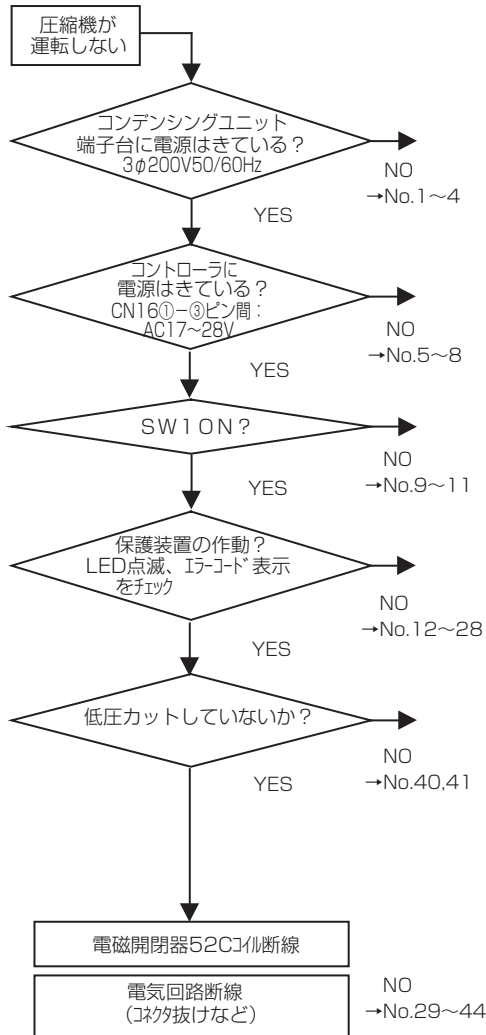 圧縮機が
運転しない
コンデンシングユニット
端子台に電源はきている？
3φ200V50/60Hz
NO
→No.1～4
YES
コントローラに
電源はきている？
CN16①－③ピン間：
AC17～28V
NO
→No.5～8
YES
SW1ON？
NO
→No.9～11
YES
保護装置の作動？
LED点滅、ｴﾗｰｺｰﾄﾞ表示
をﾁｪｯｸ
NO
→No.12～28
YES
低圧カットしていないか？
NO
→No.40,41
YES
電磁開閉器52Cｺｲﾙ断線
電気回路断線
(ｺﾈｸﾀ抜けなど)
NO
→No.29～44